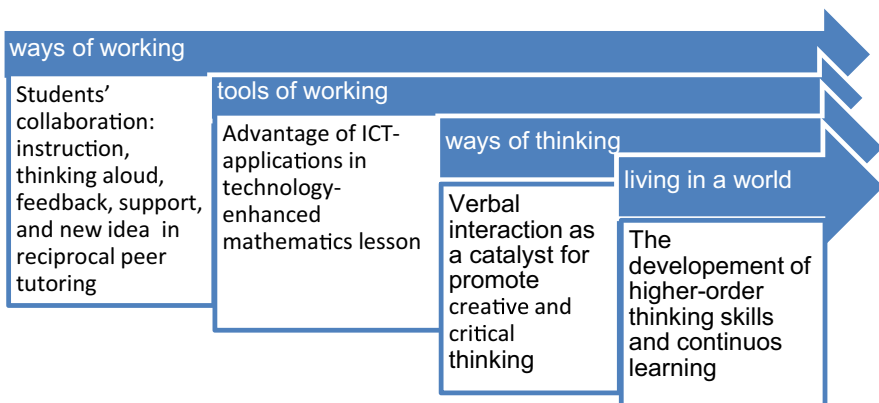 ways of working
Students’
collaboration:
instruction,
thinking aloud,
feedback, support,
and new idea in
reciprocal peer
tutoring
tools of working
Advantage of ICT-
applications in
technology-
enhanced
mathematics lesson
ways of thinking
Verbal
interaction as
a catalyst for
promote
creative and
critical
thinking
living in a world
The
developement of
higher-order
thinking skills
and continuos
learning